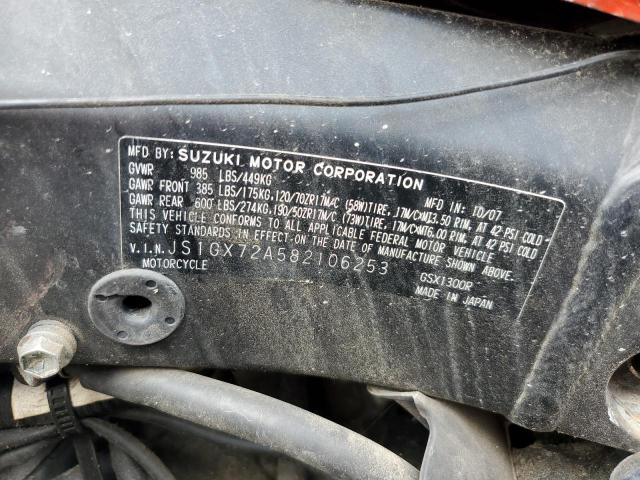 MFD BY: SUZUKI MOTOR CORPORATION
GVWR 985 LBS/449KG MFD IN: 10/07
GAWR FRONT 385 LBS/175KG, 120/70ZR17M/C (58W)TIRE, 17M/C×MT3.50 RIM, AT 42 PSI COLD
GAWR REAR 600 LBS/274KG, 190/50ZR17M/C (73W)TIRE, 17M/C×MT6.00 RIM, AT 42 PSI COLD
THIS VEHICLE CONFORMS TO ALL APPLICABLE FEDERAL MOTOR VEHICLE
SAFETY STANDARDS IN EFFECT ON THE DATE OF MANUFACTURE SHOWN ABOVE.
V.I.N. JS1GX72A582106253 GSX1300R
MOTORCYCLE MADE IN JAPAN